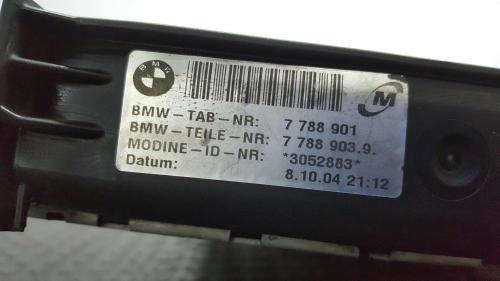 BMW
BMW-TAB-NR: 7 788 901
BMW-TEILE-NR: 7 788 903.9.
MODINE-ID-NR: *3052883*
Datum: 8.10.04 21:12
M